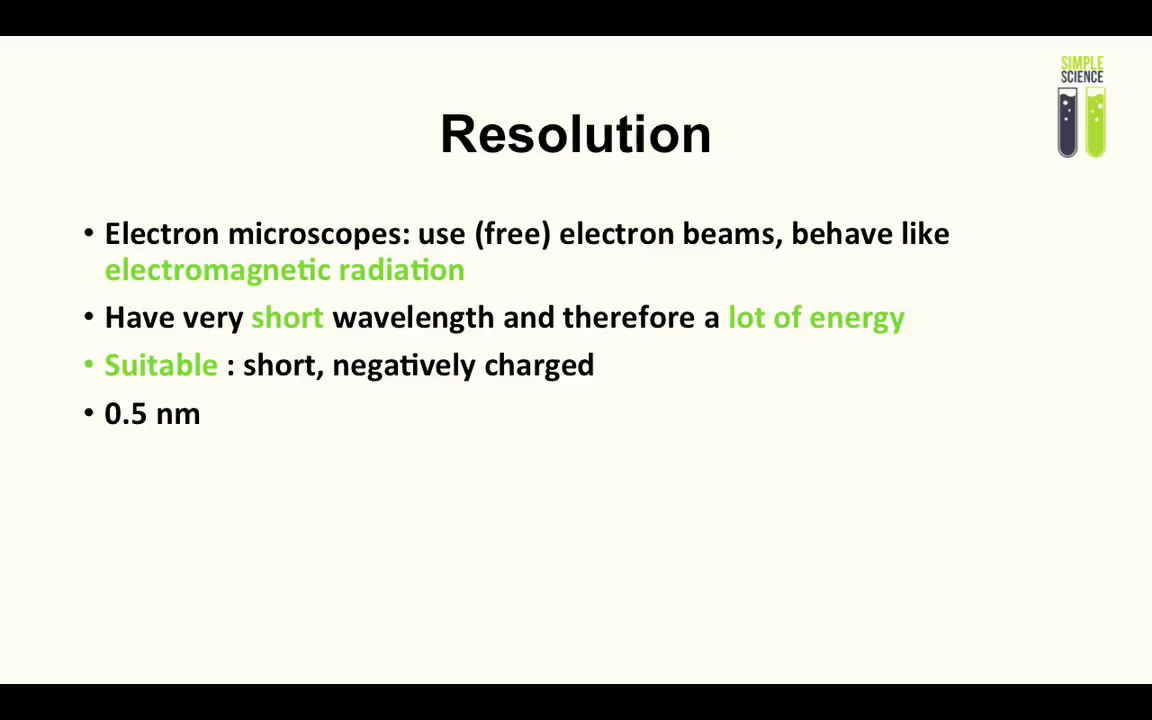 SIMPLE
SCIENCE
Resolution
• Electron microscopes: use (free) electron beams, behave like
electromagnetic radiation
• Have very short wavelength and therefore a lot of energy
• Suitable : short, negatively charged
• 0.5 nm